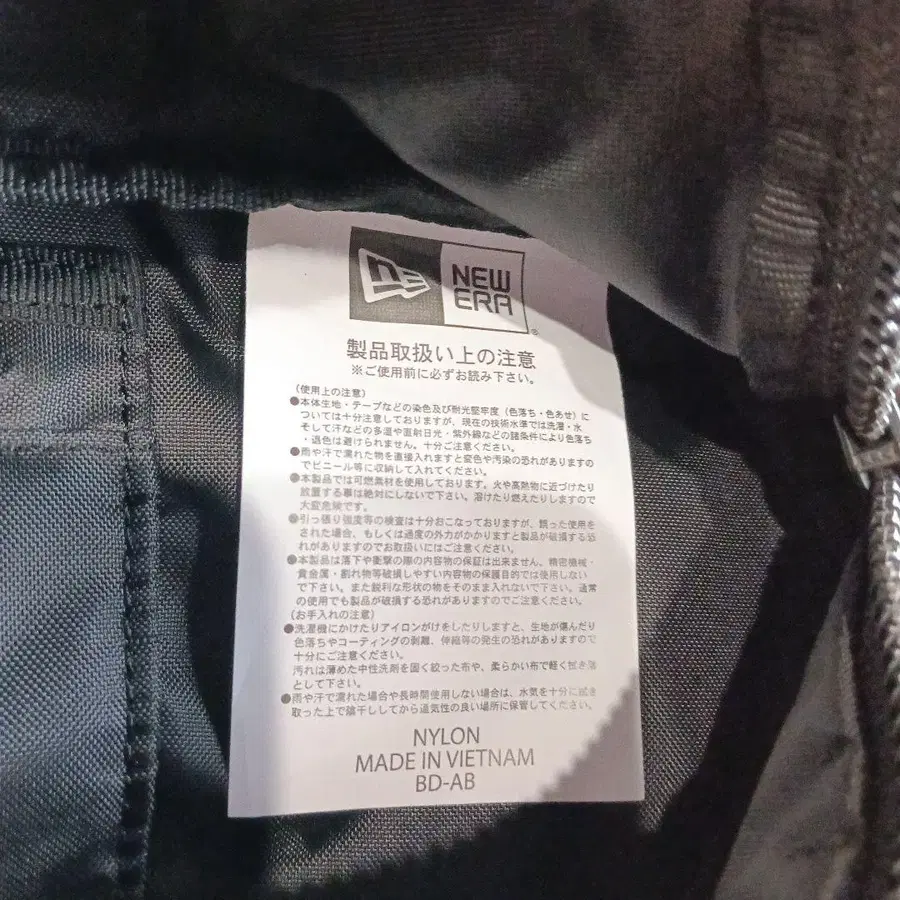 NE NEW ERA ®
製品取扱い上の注意
※ご使用前に必ずお読み下さい。
(使用上の注意)
●本体生地・テープなどの染色及び耐光堅牢度(色落ち・色あせ)に
ついては十分注意しておりますが、現在の技術水準では洗濯・水
そして汗などの多湿や直射日光・紫外線などの諸条件により色落ち
・退色は避けられません。十分ご注意ください。
●雨や汗で濡れた物を直接入れますと変色や汚染の恐れがありますの
でビニール等に収納して入れてください。
●本製品では可燃素材を使用しております。火や高熱物に近づけたり
放置する事は絶対にしないで下さい。溶けたり燃えたりしますので
大変危険です。
●引っ張り強度等の検査は十分おこなっておりますが、誤った使用を
された場合、もしくは過度の外力がかかりますと製品が破損する恐
れがありますのでお取扱いにはご注意ください。
●本製品は落下や衝撃の際の内容物の保証は出来ません、精密機械・
貴金属・割れ物等破損しやすい内容物の保護目的では使用しない
で下さい。また鋭利な形状の物をそのまま入れないで下さい。通常
の使用でも製品が破損する恐れがありますのでご注意ください。
(お手入れの注意)
●洗濯機にかけたりアイロンがけをしたりしますと、生地が傷んだり
色落ちやコーティングの剥離、伸縮等の発生の恐れがありますので
十分にご注意ください。
汚れは薄めた中性洗剤を固く絞った布や、柔らかい布で軽く拭き落
として下さい。
●雨や汗で濡れた場合や長時間使用しない場合は、水気を十分に拭き
取った上で陰干ししてから通気性の良い場所に保管してください。
NYLON
MADE IN VIETNAM
BD-AB